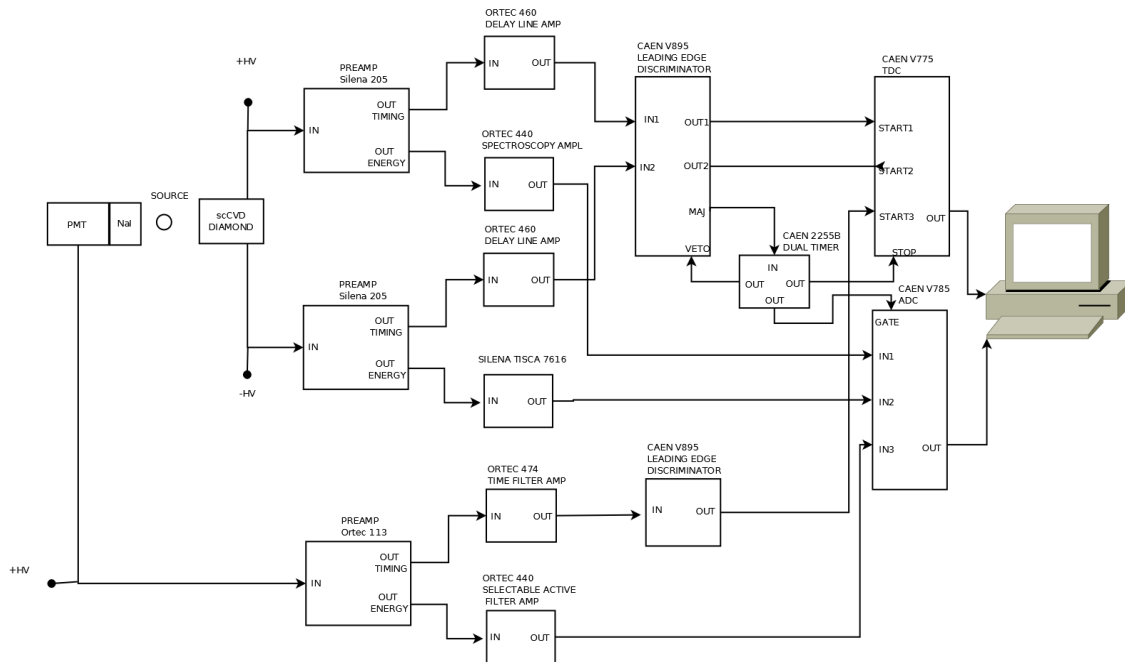 ORTEC 460
DELAY LINE AMP
IN
OUT
CAEN V895
LEADING EDGE
DISCRIMINATOR
IN1
OUT1
IN2
OUT2
MAJ
VETO
CAEN V775
TDC
START1
START2
START3
OUT
STOP
+HV
PREAMP
Silena 205
OUT
TIMING
IN
OUT
ENERGY
ORTEC 440
SPECTROSCOPY AMPL
IN
OUT
SOURCE
PMT
NaI
scCVD
DIAMOND
ORTEC 460
DELAY LINE AMP
IN
OUT
CAEN 2255B
DUAL TIMER
IN
OUT
OUT
OUT
PREAMP
Silena 205
OUT
TIMING
IN
OUT
ENERGY
-HV
CAEN V785
ADC
GATE
IN1
IN2
IN3
OUT
SILENA TISCA 7616
IN
OUT
ORTEC 474
TIME FILTER AMP
IN
OUT
CAEN V895
LEADING EDGE
DISCRIMINATOR
IN
OUT
PREAMP
Ortec 113
OUT
TIMING
IN
OUT
ENERGY
+HV
ORTEC 440
SELECTABLE ACTIVE
FILTER AMP
IN
OUT